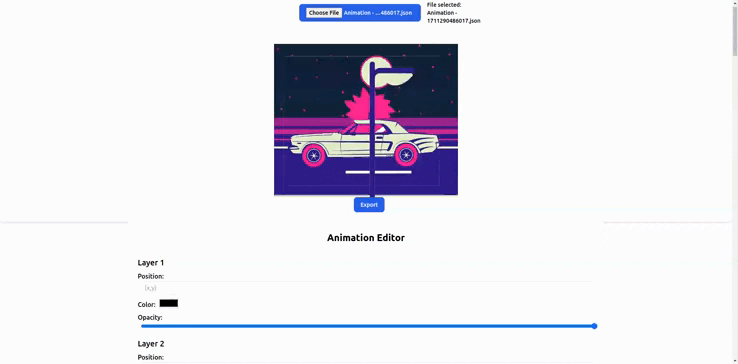 Choose File Animation - ...486017.json
File selected:
Animation -
1711290486017.json
Export
Animation Editor
Layer 1
Position:
(x,y)
Color:
Opacity:
Layer 2
Position: